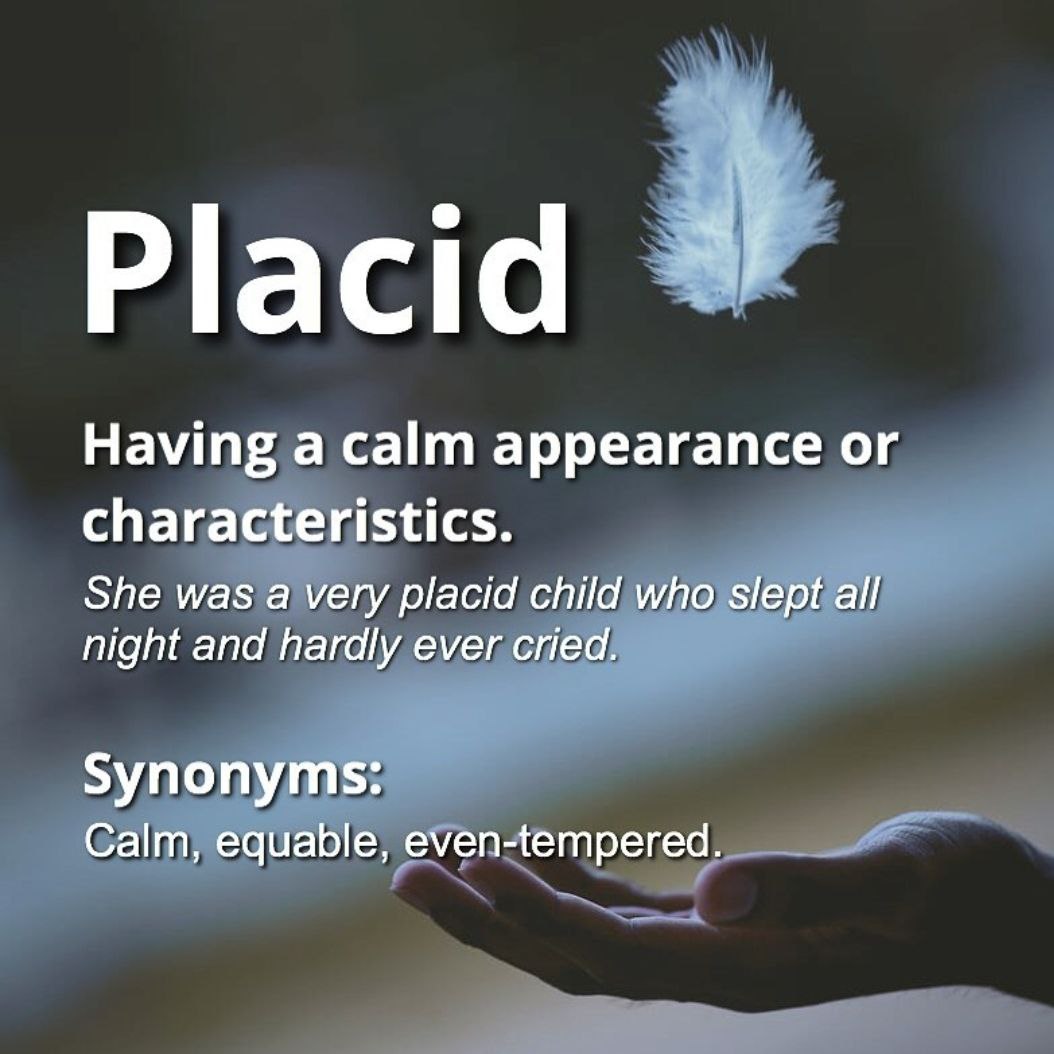 Placid
Having a calm appearance or
characteristics.
She was a very placid child who slept all
night and hardly ever cried.
Synonyms:
Calm, equable, even-tempered.